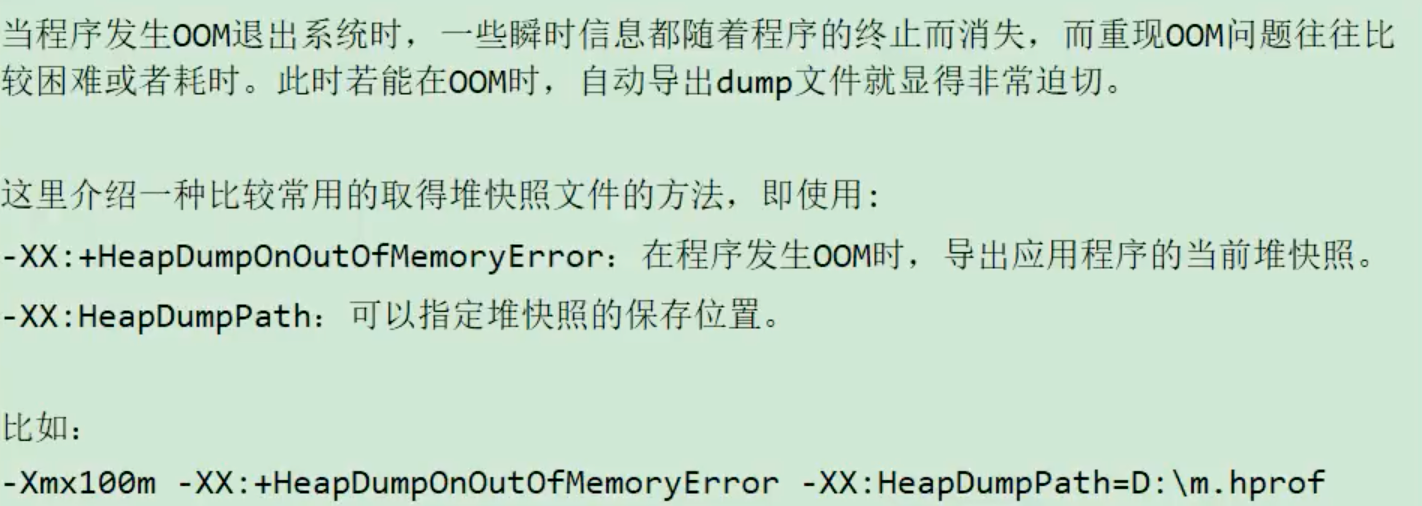 当程序发生OOM退出系统时，一些瞬时信息都随着程序的终止而消失，而重现OOM问题往往比
较困难或者耗时。此时若能在OOM时，自动导出dump文件就显得非常迫切。
这里介绍一种比较常用的取得堆快照文件的方法，即使用:
-XX:+HeapDumpOnOutOfMemoryError：在程序发生OOM时，导出应用程序的当前堆快照。
-XX:HeapDumpPath：可以指定堆快照的保存位置。
比如：
-Xmx100m -XX:+HeapDumpOnOutOfMemoryError -XX:HeapDumpPath=D:\m.hprof